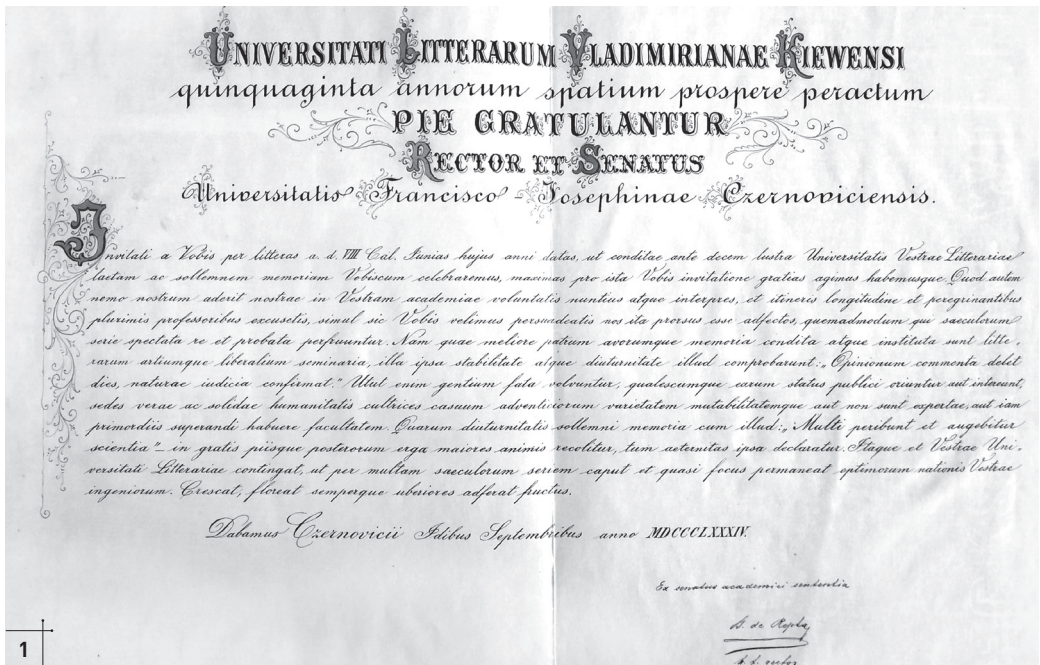 UNIVERSITATI LITTERARUM VLADIMIRIANAE KIEWENSI
quinquaginta annorum spatium prospere peractum
PIE GRATULANTUR
RECTOR ET SENATUS
Universitatis Francisco-Josephinae Czernoviciensis.
Invitati a Vobis per litteras a. d. VIII Cal. Junias hujus anni datas, ut conditae ante decem lustra Universitatis Vestrae Litterariae
laetam ac sollemnem memoriam Vobiscum celebraremus, maximas pro ista Vobis invitatione gratias agimus habemusque. Quod autem
nemo nostrum aderit nostrae in Vestram academiae voluntatis nuntius atque interpres, et itineris longitudine et peregrinantibus
plurimis professoribus excusetis, simul sic Vobis velimus persuadeatis nos ita prorsus esse adfectos, quemadmodum qui saeculorum
serie spectata re et probata perfruuntur. Nam quae meliore patrum avorumque memoria condita atque instituta sunt litte-
rarum artiumque liberalium seminaria, illa ipsa stabilitate atque diuturnitate illud comprobarunt: „Opinionum commenta delet
dies, naturae iudicia confirmat.“ Utut enim gentium fata volvuntur, qualescumque earum status publici oriuntur aut intereunt,
sedes verae ac solidae humanitatis cultrices casuum adventiciorum varietatem mutabilitatemque aut non sunt expertae, aut iam
primordiis superandi habuere facultatem. Quarum diuturnitatis sollemni memoria cum illud: „Multi peribunt et augebitur
scientia“ – in gratis piisque posterorum erga maiores animis recolitur, tum aeternitas ipsa declaratur. Itaque et Vestrae Uni-
versitati Litterariae contingat, ut per multam saeculorum seriem caput et quasi focus permaneat optimorum nationis Vestrae
ingeniorum. Crescat, floreat semperque uberiores adferat fructus.
Dabamus Czernovicii Idibus Septembribus anno MDCCCLXXXIV.
Ex senatus academici sententia
de Repta
rector
1